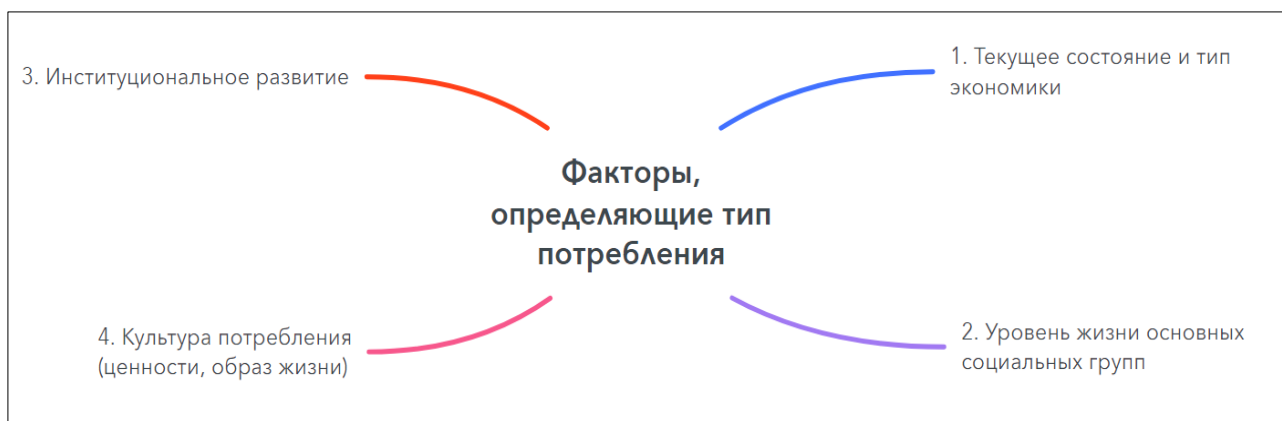 Факторы,
определяющие тип
потребления
1. Текущее состояние и тип
экономики
2. Уровень жизни основных
социальных групп
3. Институциональное развитие
4. Культура потребления
(ценности, образ жизни)